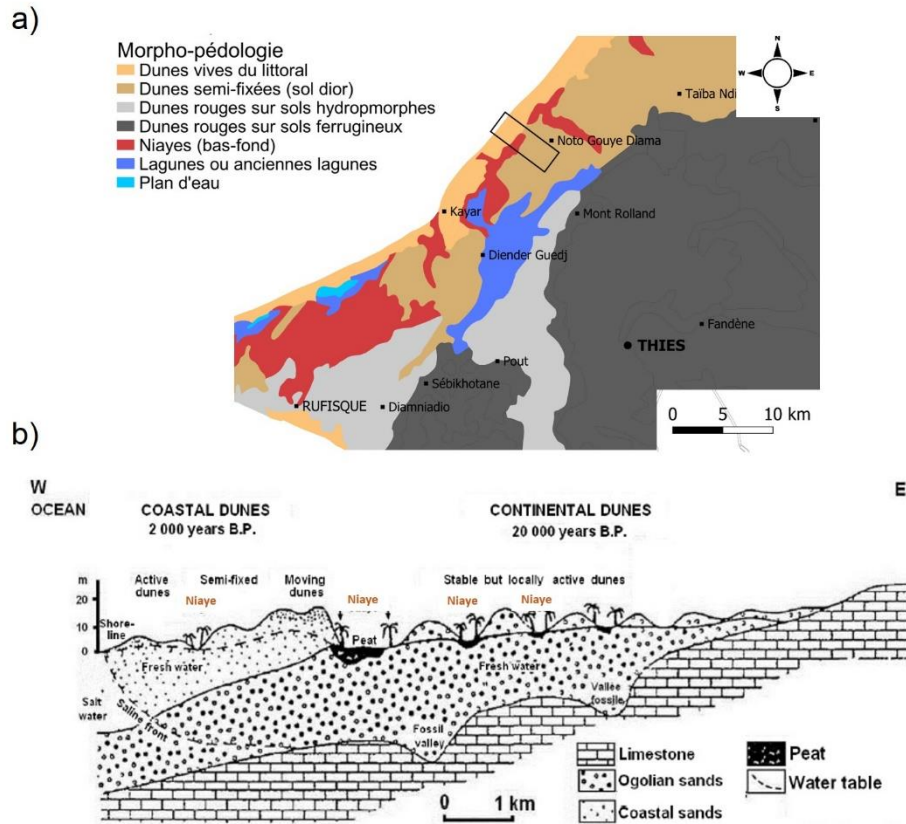 a)
Morpho-pédologie
Dunes vives du littoral
Dunes semi-fixées (sol dior)
Dunes rouges sur sols hydropmorphes
Dunes rouges sur sols ferrugineux
Niayes (bas-fond)
Lagunes ou anciennes lagunes
Plan d'eau
N
W E
S
Taïba Ndi
Noto Gouye Diama
Kayar
Mont Rolland
Diender Guedj
Fandène
THIES
Pout
Sébikhotane
RUFISQUE
Diamniadio
0 5 10 km
b)
W E
OCEAN
COASTAL DUNES
2 000 years B.P.
CONTINENTAL DUNES
20 000 years B.P.
m
20
10
0
Active dunes
Semi-fixed
Moving dunes
Stable but locally active dunes
Niaye
Niaye
Niaye
Niaye
Shore-
line
Peat
Fresh water
Fresh water
Salt
water
Saline front
Fossil
valley
Vallée
fossile
0 1 km
Limestone
Ogolian sands
Coastal sands
Peat
Water table